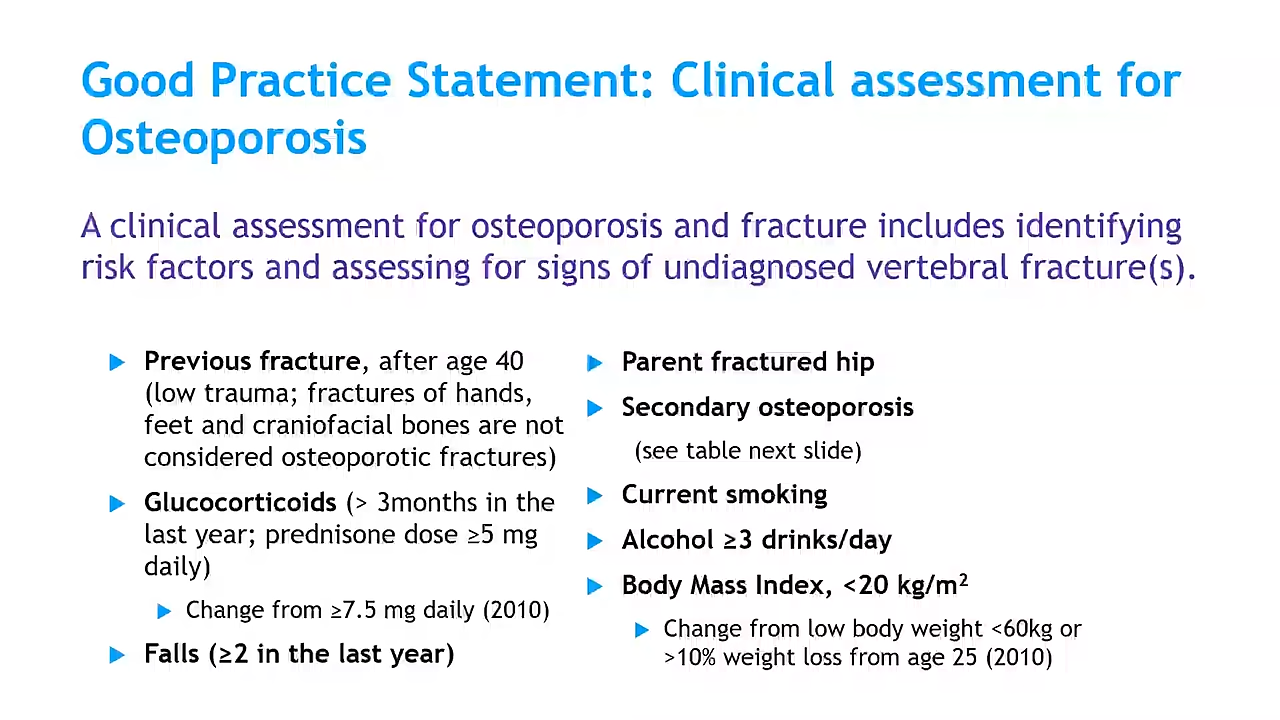 Good Practice Statement: Clinical assessment for
Osteoporosis
A clinical assessment for osteoporosis and fracture includes identifying
risk factors and assessing for signs of undiagnosed vertebral fracture(s).
Previous fracture, after age 40
(low trauma; fractures of hands,
feet and craniofacial bones are not
considered osteoporotic fractures)
Glucocorticoids (> 3months in the
last year; prednisone dose ≥5 mg
daily)
Change from ≥7.5 mg daily (2010)
Falls (≥2 in the last year)
Parent fractured hip
Secondary osteoporosis
(see table next slide)
Current smoking
Alcohol ≥3 drinks/day
Body Mass Index, <20 kg/m²
Change from low body weight <60kg or
>10% weight loss from age 25 (2010)